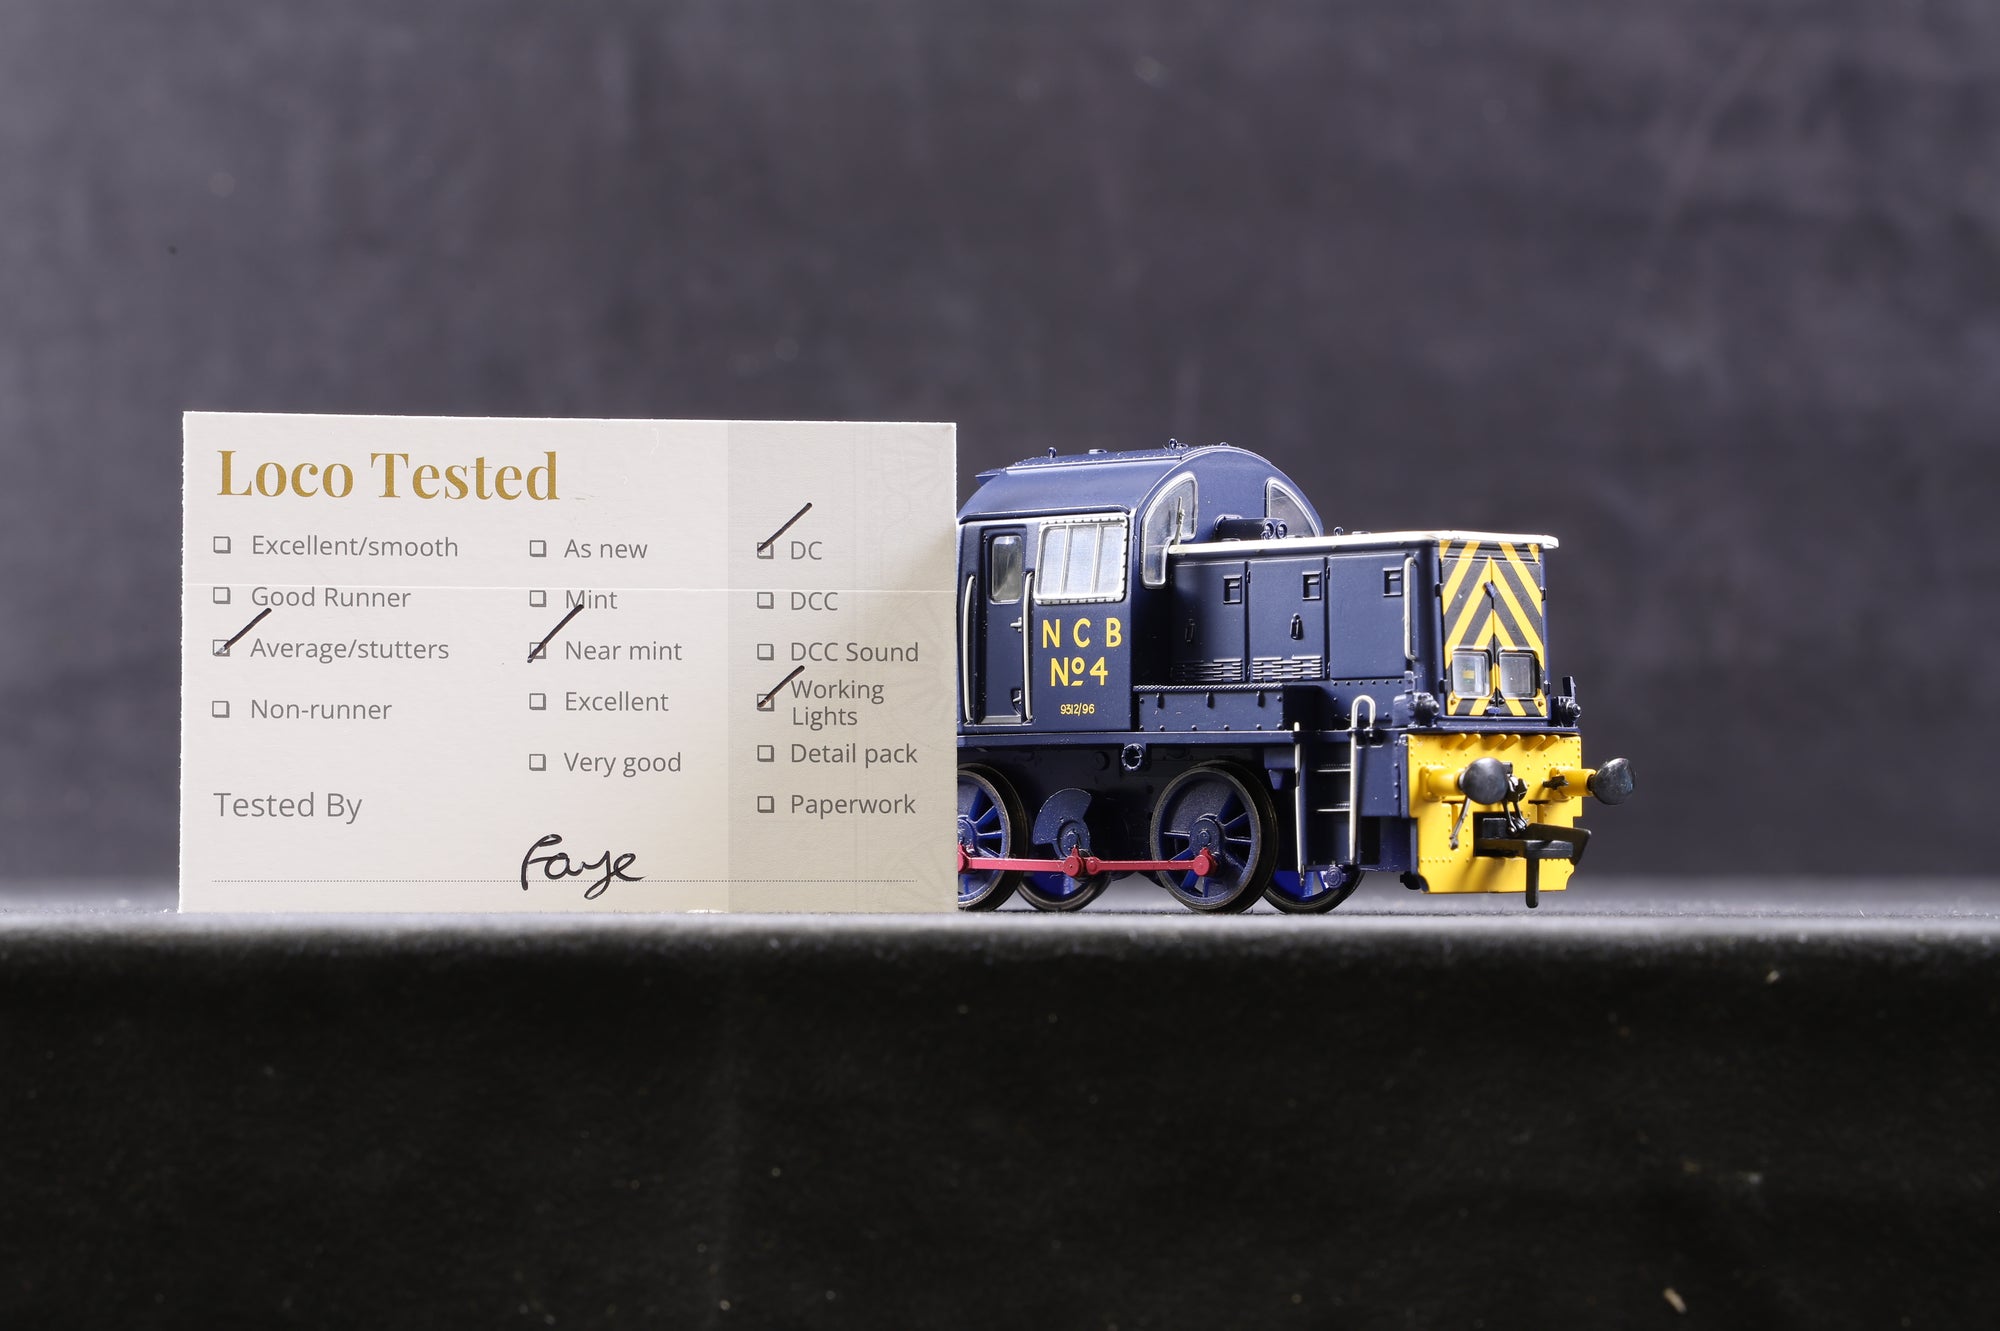 Loco Tested
Excellent/smooth
Good Runner
Average/stutters
Non-runner
As new
Mint
Near mint
Excellent
Very good
DC
DCC
DCC Sound
Working
Lights
Detail pack
Paperwork
Tested By
Faye
N C B
Nº4
9312/96